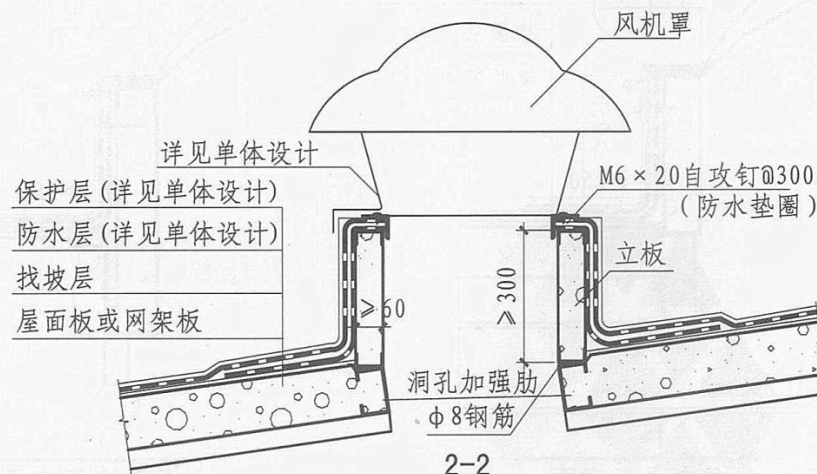 风机罩
详见单体设计
保护层(详见单体设计)
防水层(详见单体设计)
找坡层
屋面板或网架板
M6×20自攻钉@300
(防水垫圈)
立板
≥60
≥300
洞孔加强肋
φ8钢筋
2-2